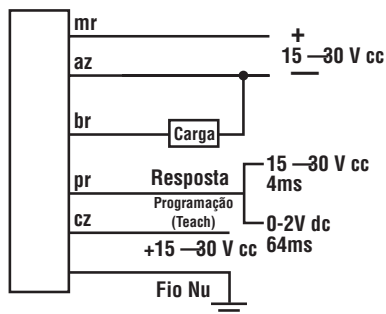 mr
+
15 —30 V cc
az
—
br
Carga
pr
Resposta
15 —30 V cc
4ms
Programação
(Teach)
cz
0-2V dc
64ms
+15 —30 V cc
Fio Nu